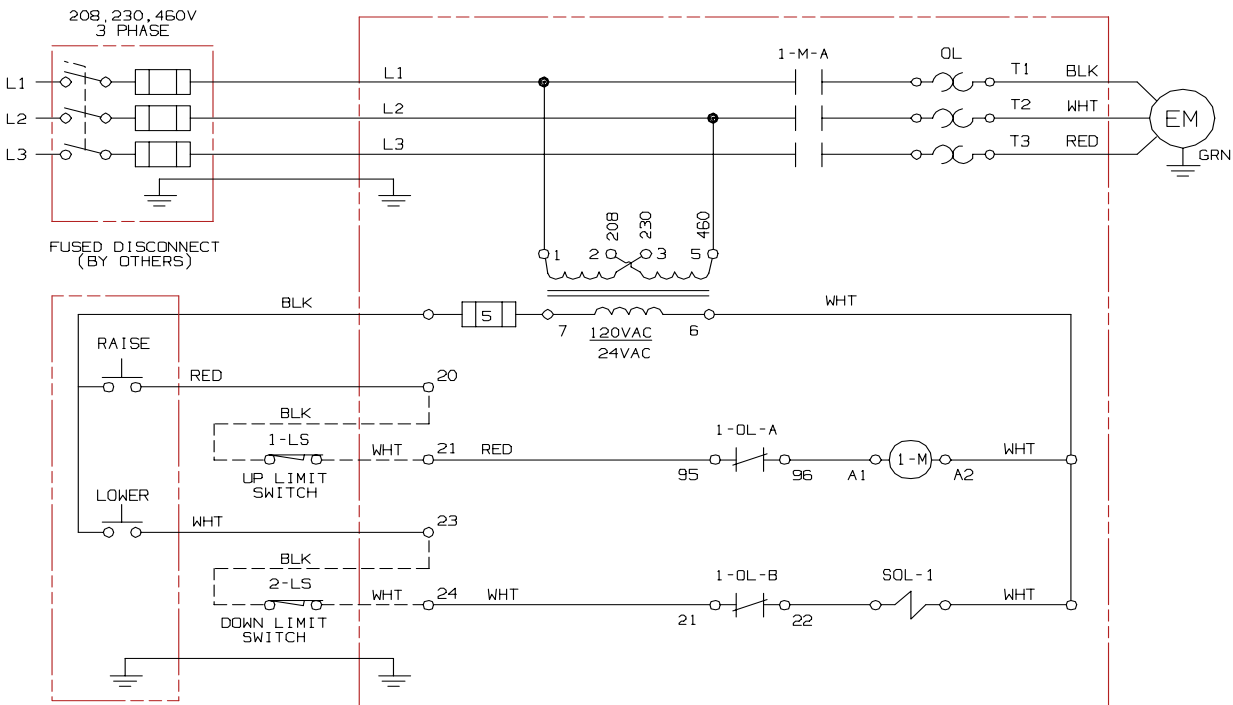 208,230,460V
3 PHASE
1-M-A
OL
L1
L1
T1
BLK
L2
L2
T2
WHT
EM
L3
L3
T3
RED
GRN
208
230
460
FUSED DISCONNECT
(BY OTHERS)
1
2
3
5
BLK
5
7
120VAC
24VAC
6
WHT
RAISE
RED
20
BLK
1-LS
WHT
21
RED
1-OL-A
95
96
A1
1-M
A2
WHT
UP LIMIT
SWITCH
LOWER
WHT
23
BLK
2-LS
WHT
24
WHT
1-OL-B
21
22
SOL-1
WHT
DOWN LIMIT
SWITCH